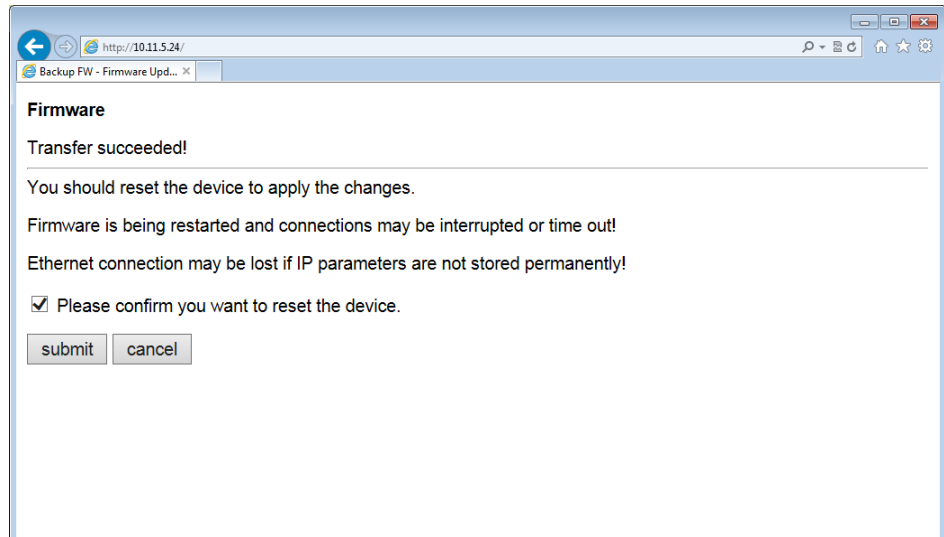 http://10.11.5.24/
Backup FW - Firmware Upd...
Firmware
Transfer succeeded!
You should reset the device to apply the changes.
Firmware is being restarted and connections may be interrupted or time out!
Ethernet connection may be lost if IP parameters are not stored permanently!
Please confirm you want to reset the device.
submit cancel